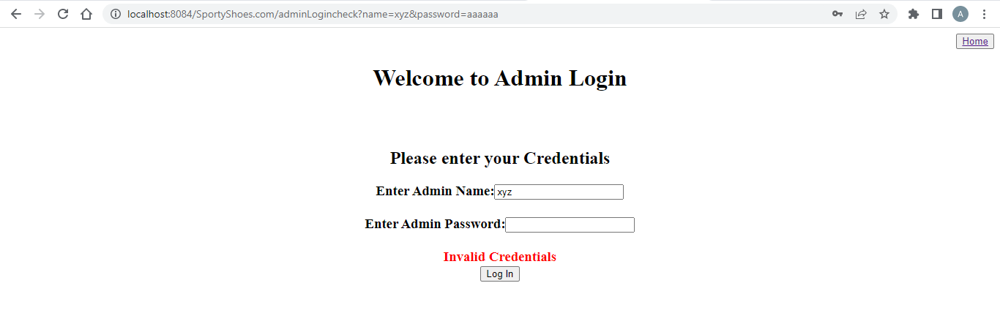 localhost:8084/SportyShoes.com/adminLogincheck?name=xyz&password=aaaaaa
A
Home
Welcome to Admin Login
Please enter your Credentials
Enter Admin Name:xyz
Enter Admin Password:
Invalid Credentials
Log In